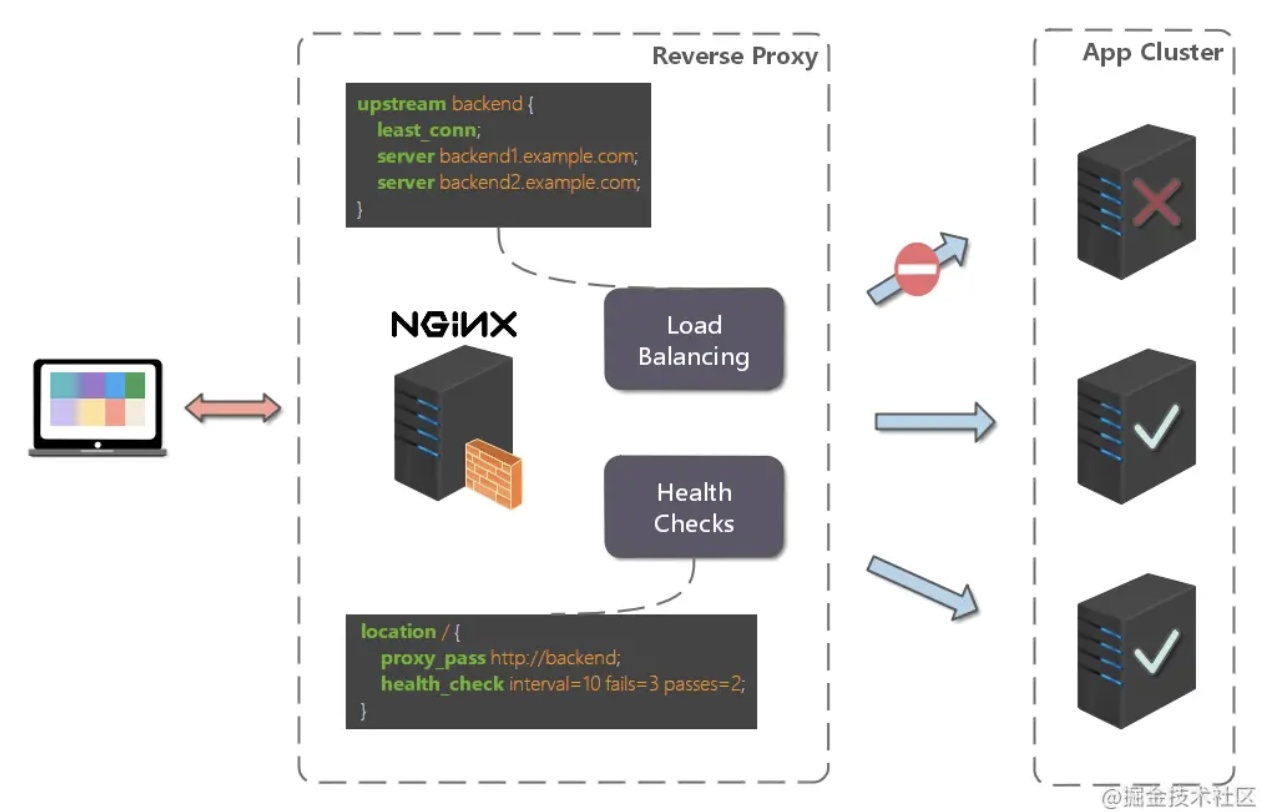 Reverse Proxy
App Cluster
upstream backend {
least_conn;
server backend1.example.com;
server backend2.example.com;
}
NGINX
Load
Balancing
Health
Checks
location / {
proxy_pass http://backend;
health_check interval=10 fails=3 passes=2;
}
@掘金技术社区